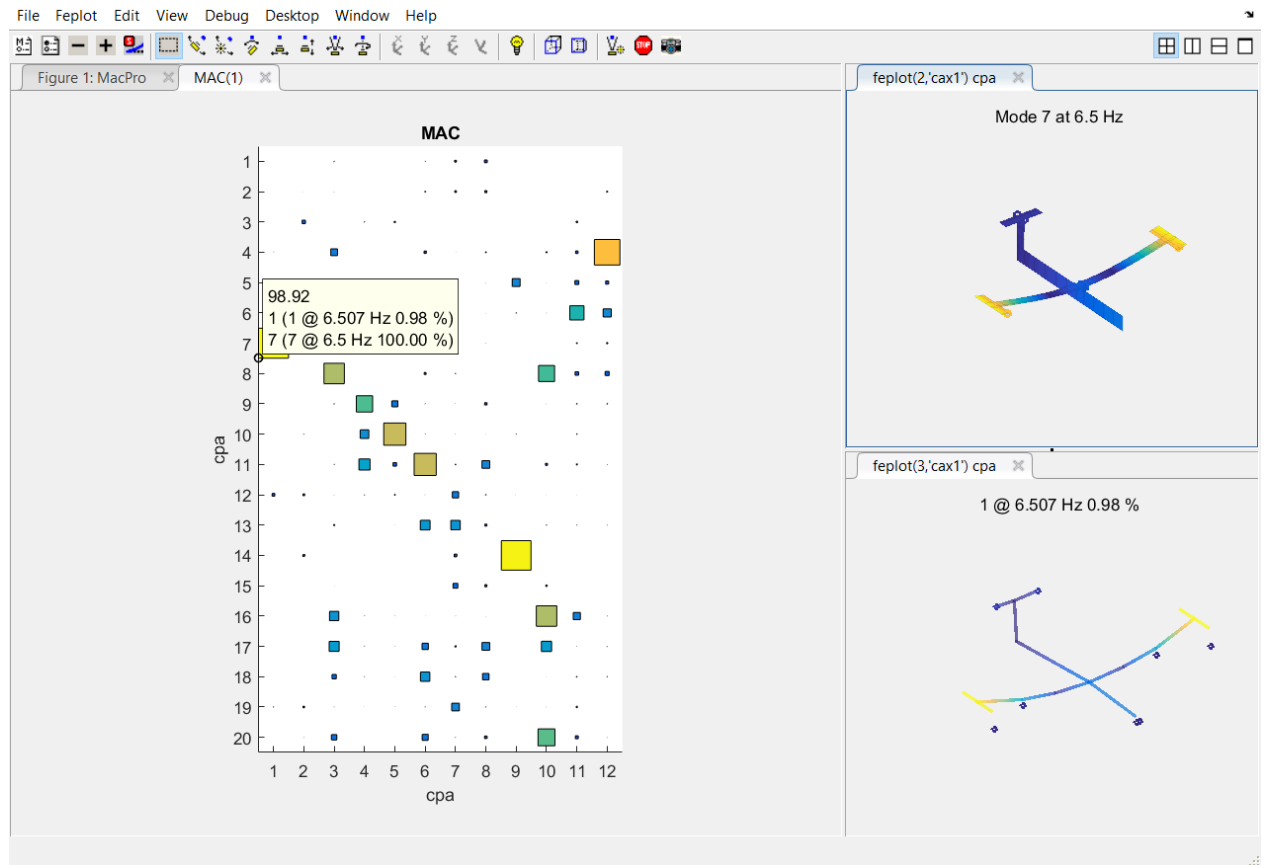 File Feplot Edit View Debug Desktop Window Help
STOP
Figure 1: MacPro
MAC(1)
MAC
1
2
3
4
5
6
7
8
9
10
11
12
13
14
15
16
17
18
19
20
cpa
98.92
1 (1 @ 6.507 Hz 0.98 %)
7 (7 @ 6.5 Hz 100.00 %)
1 2 3 4 5 6 7 8 9 10 11 12
cpa
feplot(2,'cax1') cpa
Mode 7 at 6.5 Hz
feplot(3,'cax1') cpa
1 @ 6.507 Hz 0.98 %